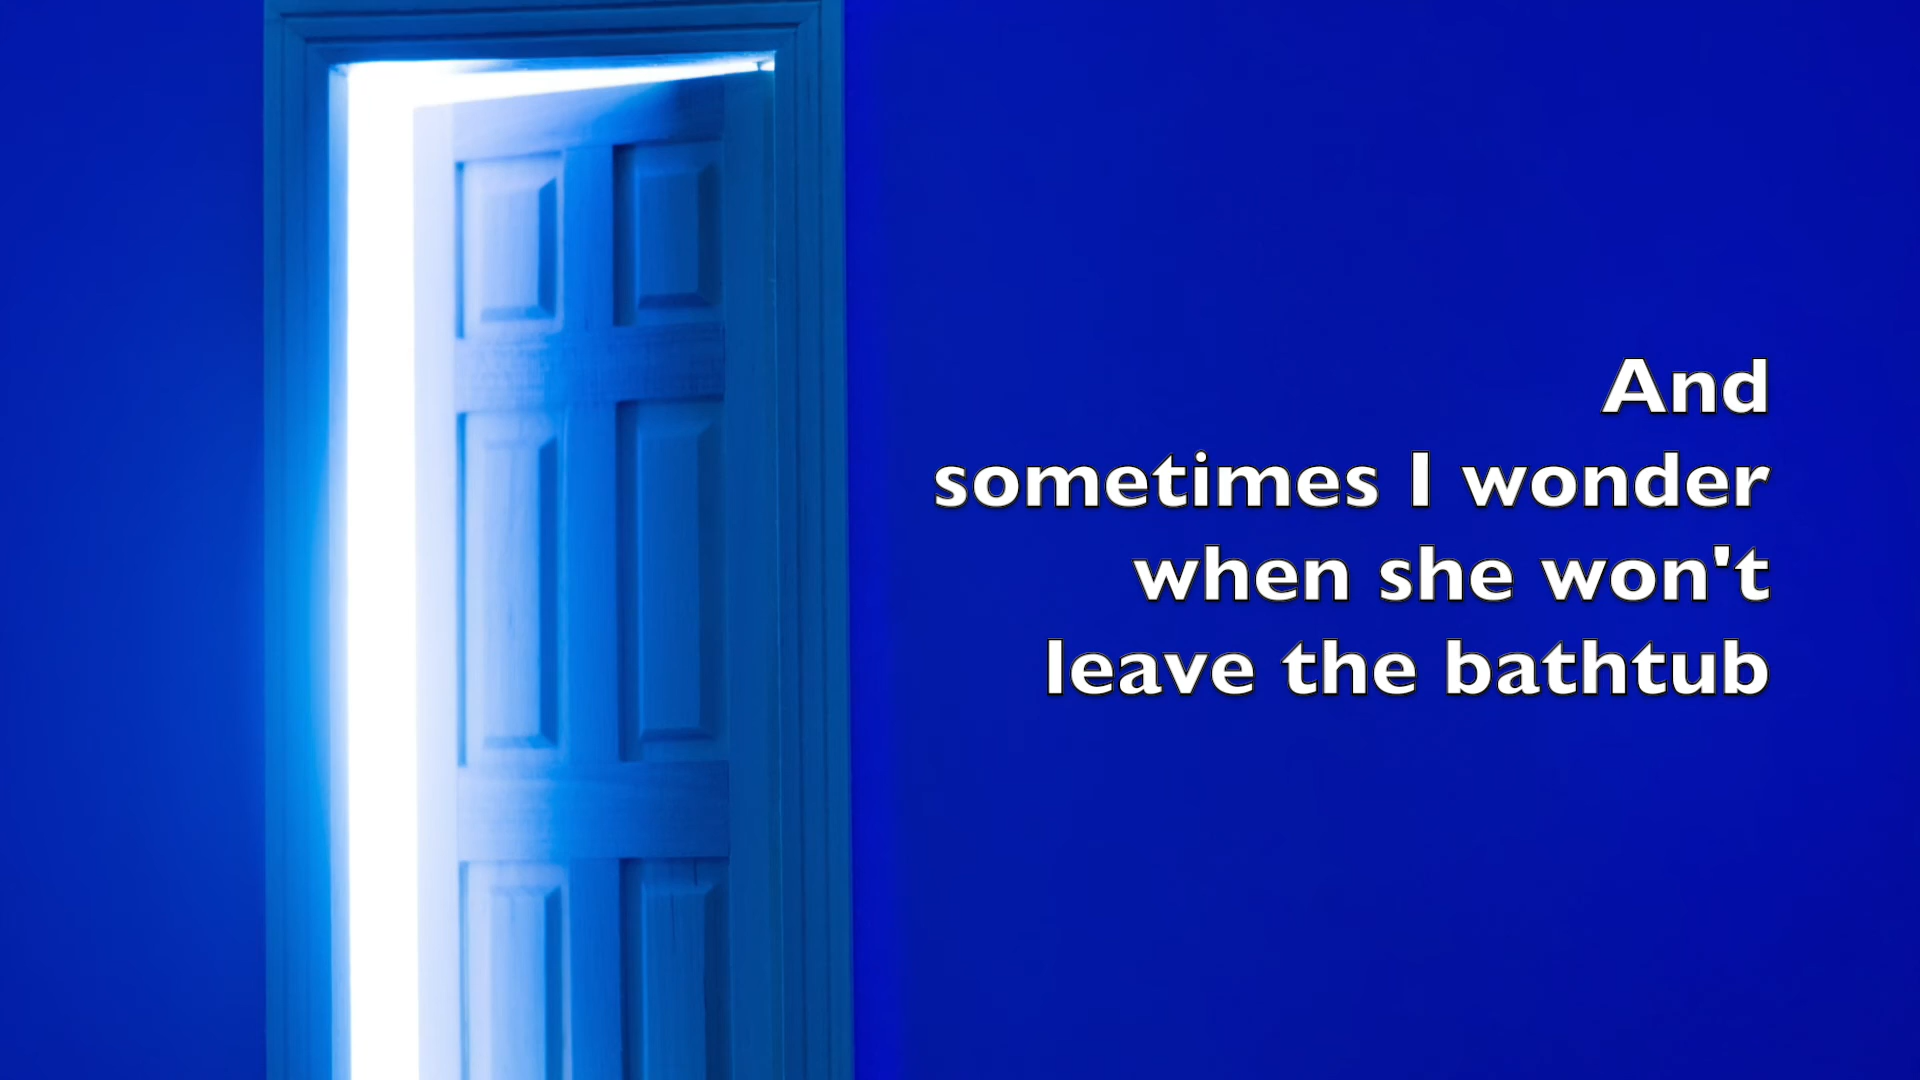 And
sometimes I wonder
when she won't
leave the bathtub